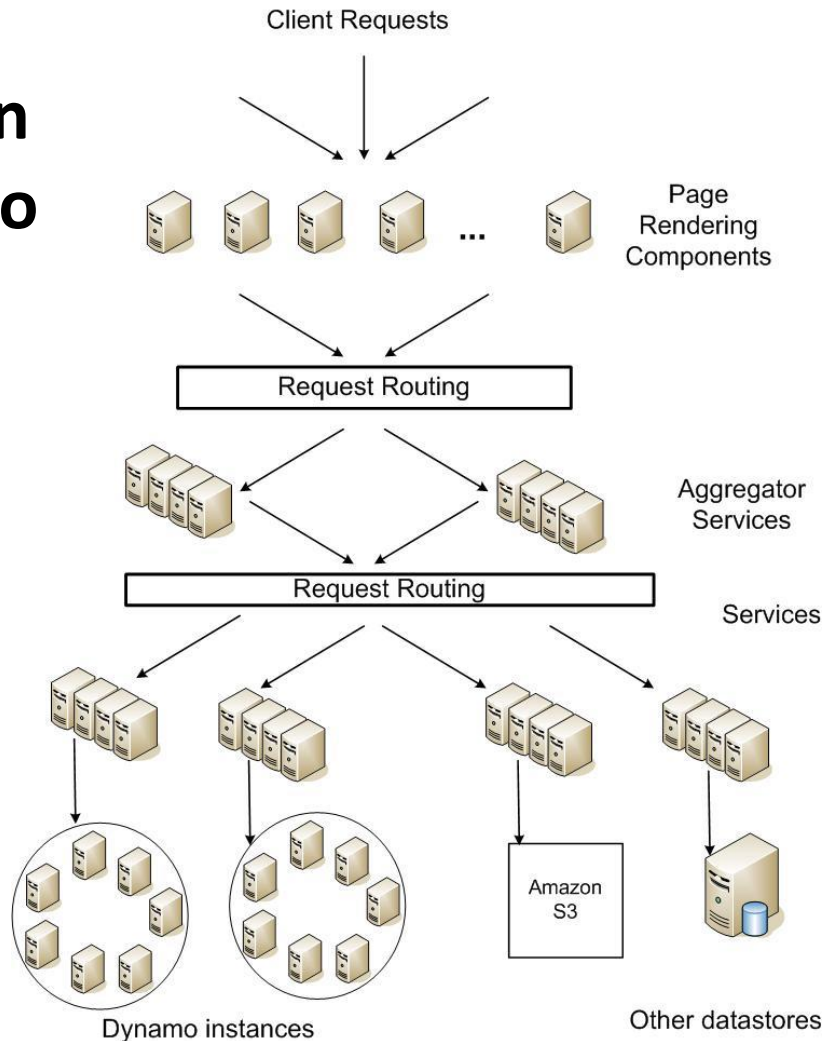 Client Requests
n
o
Page
Rendering
Components
...
Request Routing
Aggregator
Services
Request Routing
Services
Amazon
S3
Dynamo instances
Other datastores